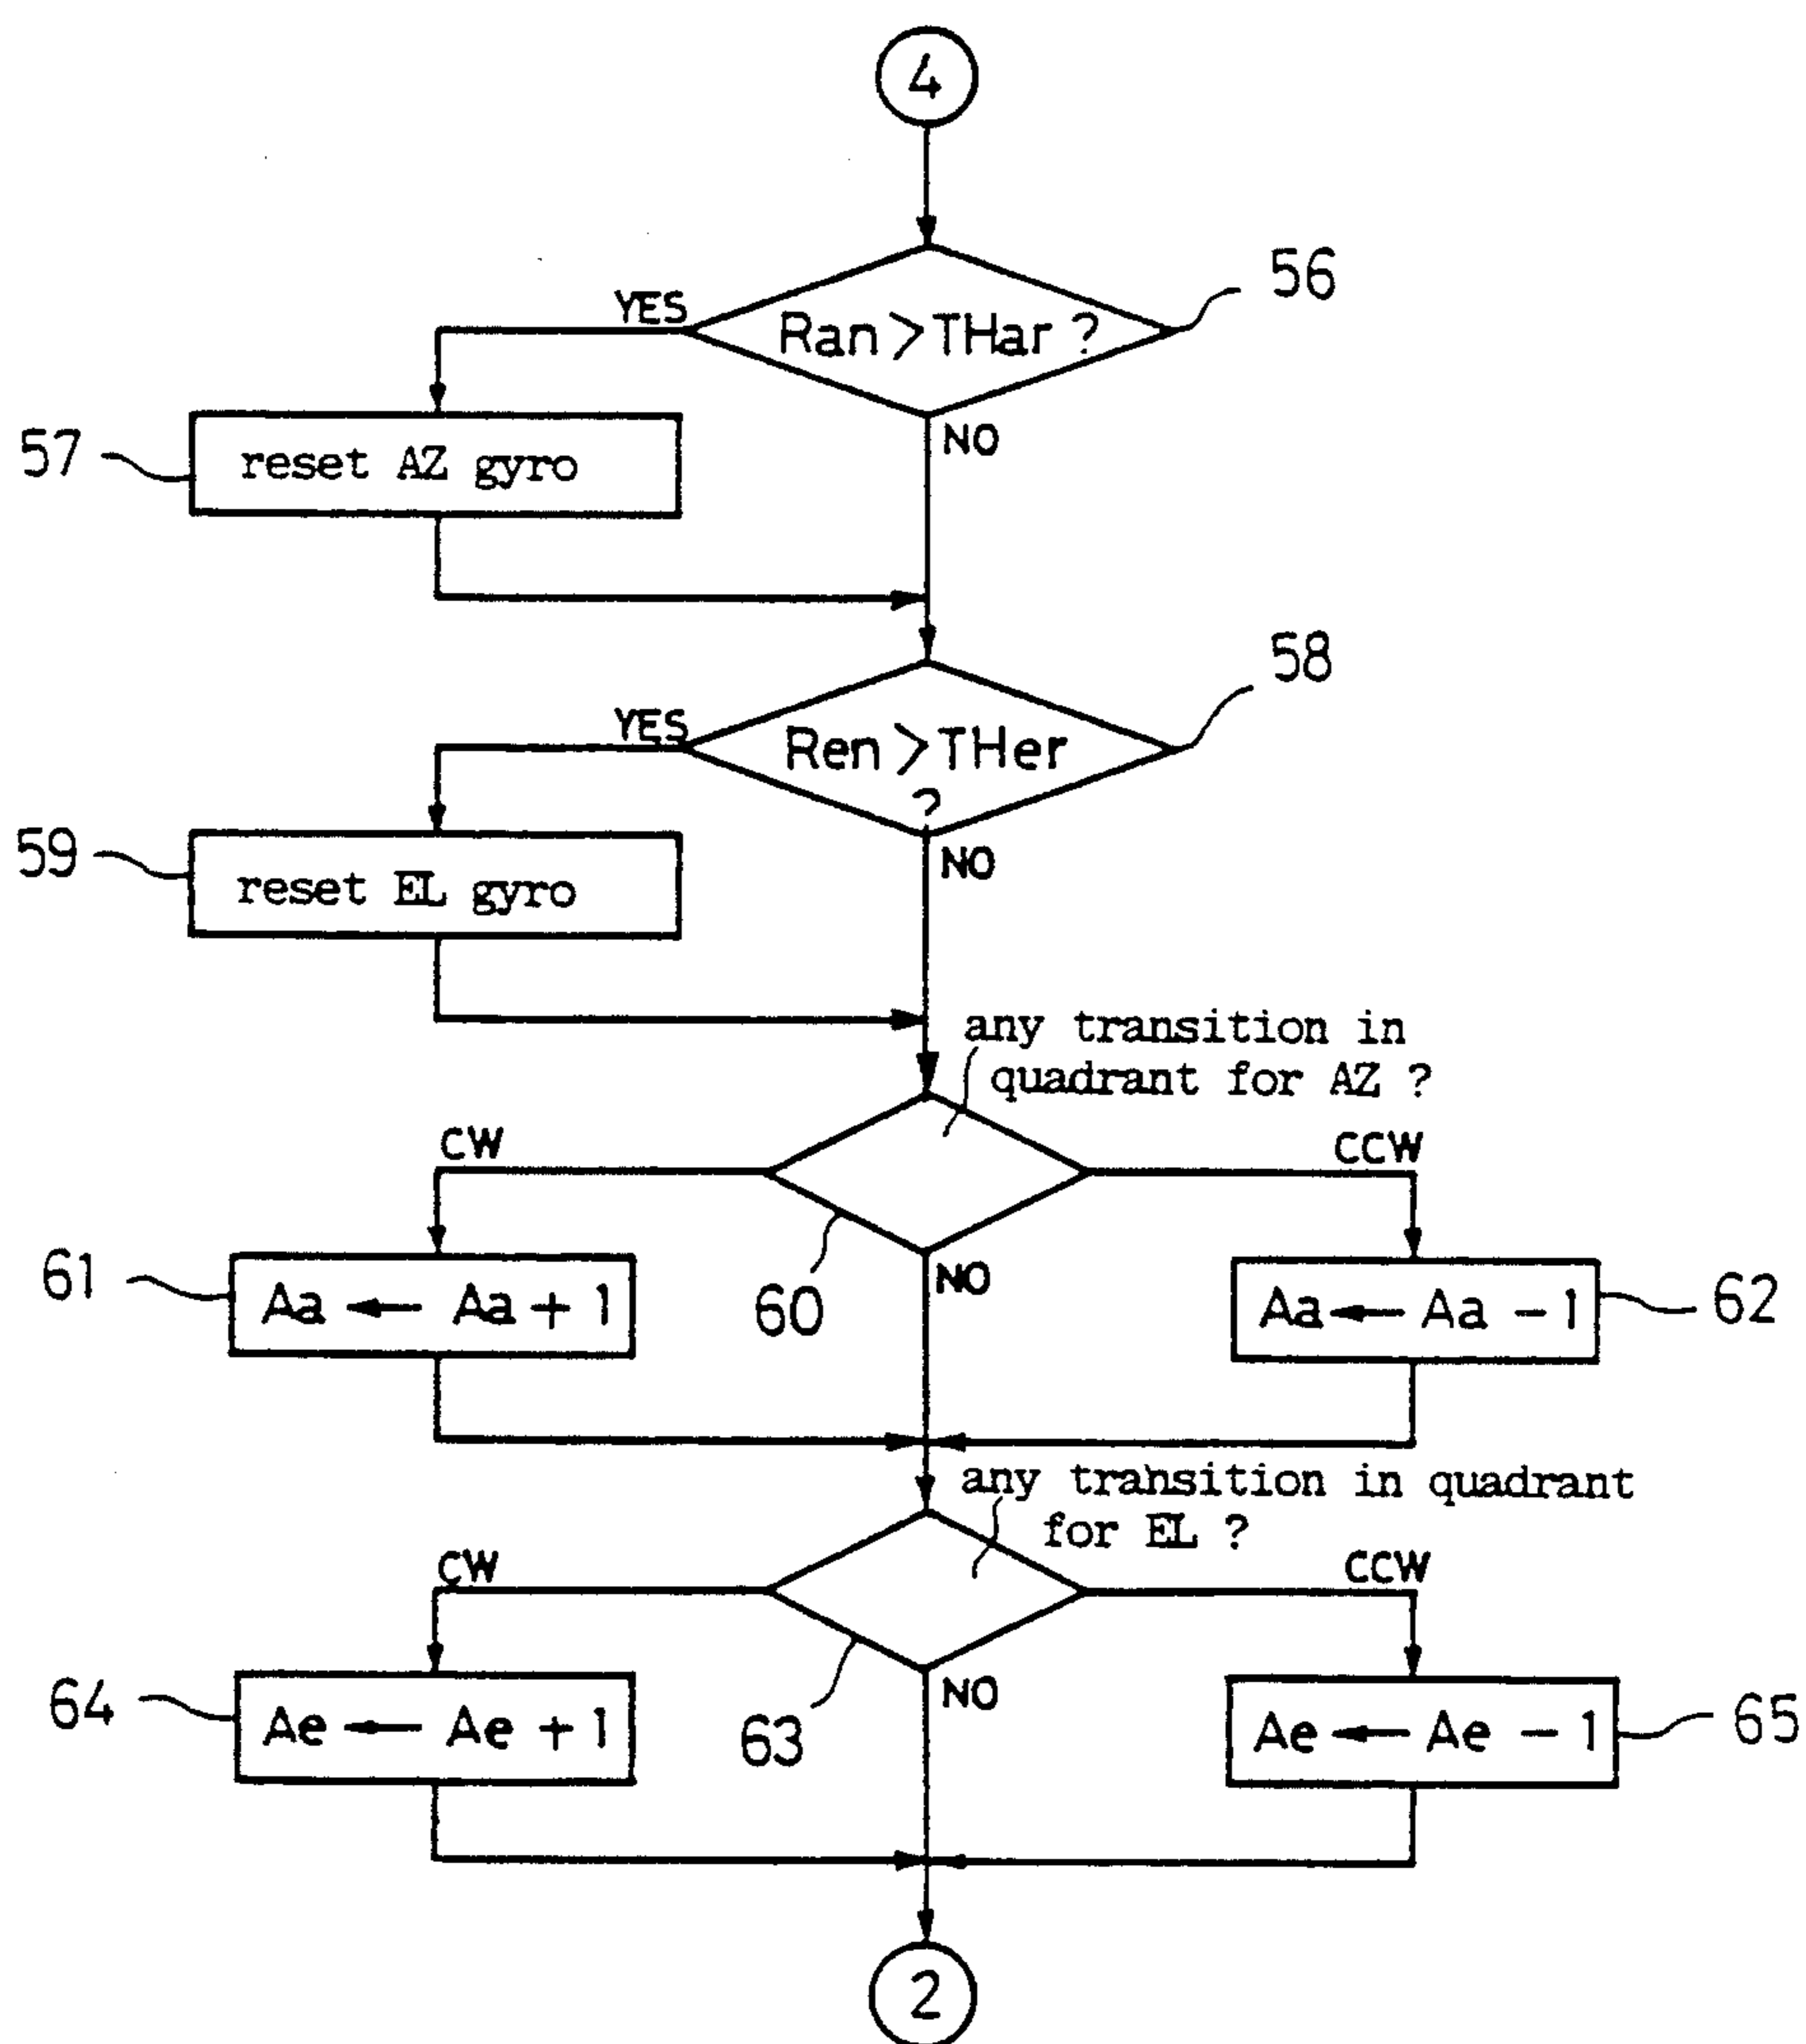 4
56
YES
Ran > THar ?
NO
57
reset AZ gyro
58
YES
Ren > THer
?
NO
59
reset EL gyro
any transition in
quadrant for AZ ?
CW
CCW
61
Aa ← Aa + 1
60
NO
Aa ← Aa - 1
62
any transition in quadrant
for EL ?
CW
CCW
64
Ae ← Ae + 1
63
NO
Ae ← Ae - 1
65
2